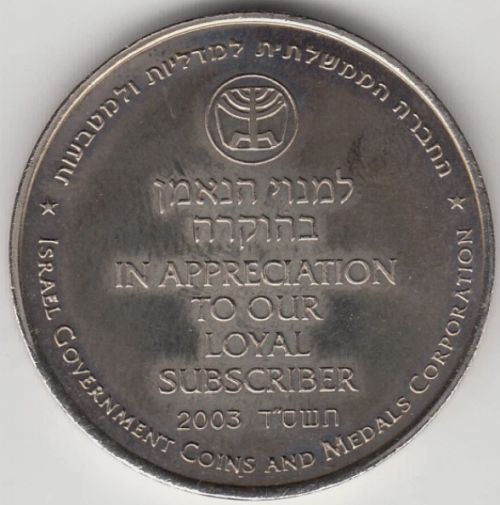 החברה הממשלתית למדליות ולמטבעות
למנוי הנאמן
בהוקרה
IN APPRECIATION
TO OUR
LOYAL
SUBSCRIBER
2003 תשס"ד
★ ISRAEL GOVERNMENT COINS AND MEDALS CORPORATION ★